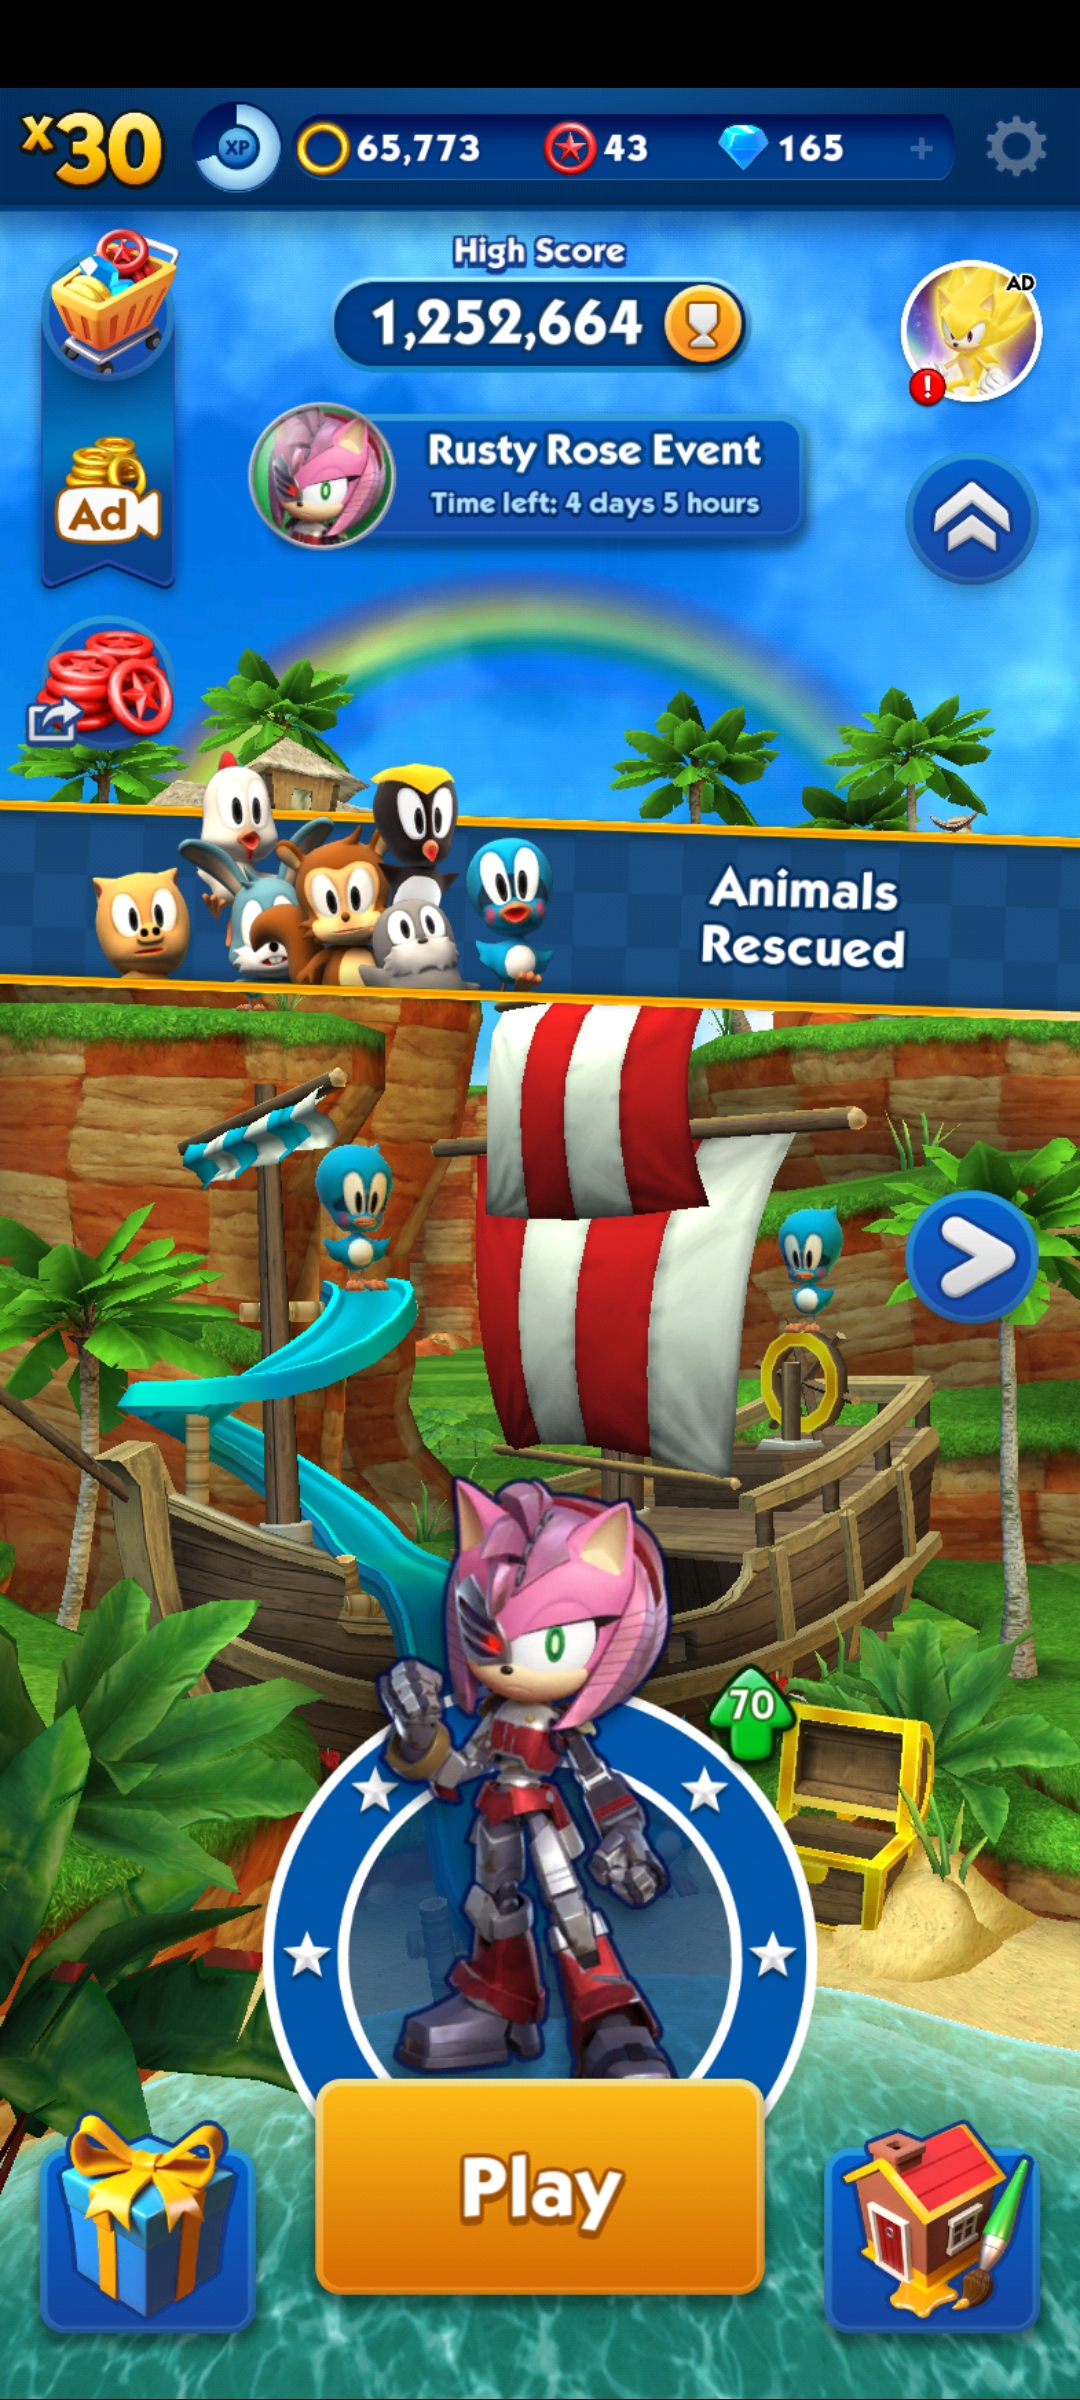 x30
XP
65,773
43
165
High Score
1,252,664
AD
!
Rusty Rose Event
Time left: 4 days 5 hours
Ad
Animals
Rescued
70
Play